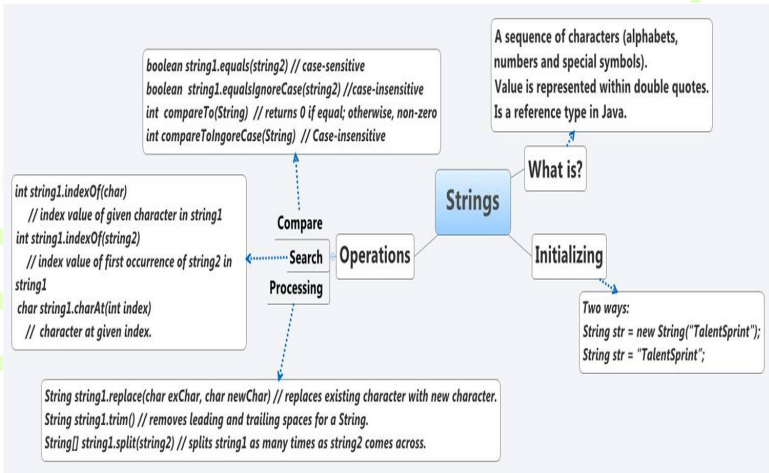 A sequence of characters (alphabets,
numbers and special symbols).
Value is represented within double quotes.
Is a reference type in Java.
boolean string1.equals(string2) // case-sensitive
boolean string1.equalsIgnoreCase(string2) //case-insensitive
int compareTo(String) // returns 0 if equal; otherwise, non-zero
int compareToIngoreCase(String) // Case-insensitive
What is?
Strings
int string1.indexOf(char)
// index value of given character in string1
int string1.indexOf(string2)
// index value of first occurrence of string2 in
string1
char string1.charAt(int index)
// character at given index.
Compare
Search
Processing
Operations
Initializing
Two ways:
String str = new String("TalentSprint");
String str = "TalentSprint";
String string1.replace(char exChar, char newChar) // replaces existing character with new character.
String string1.trim() // removes leading and trailing spaces for a String.
String[] string1.split(string2) // splits string1 as many times as string2 comes across.